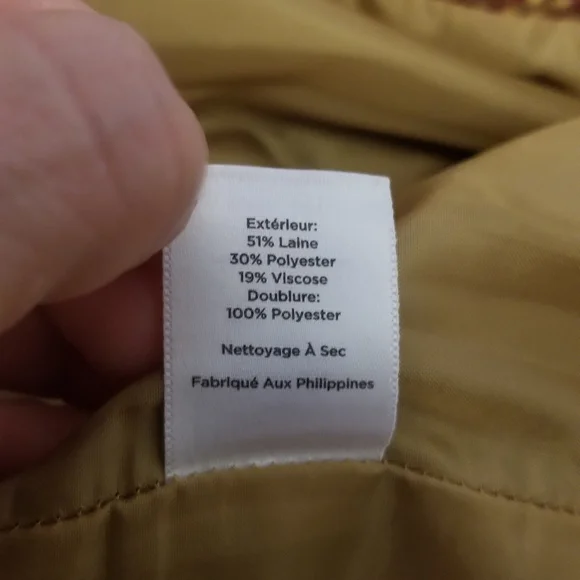 Extérieur:
51% Laine
30% Polyester
19% Viscose
Doublure:
100% Polyester
Nettoyage À Sec
Fabriqué Aux Philippines